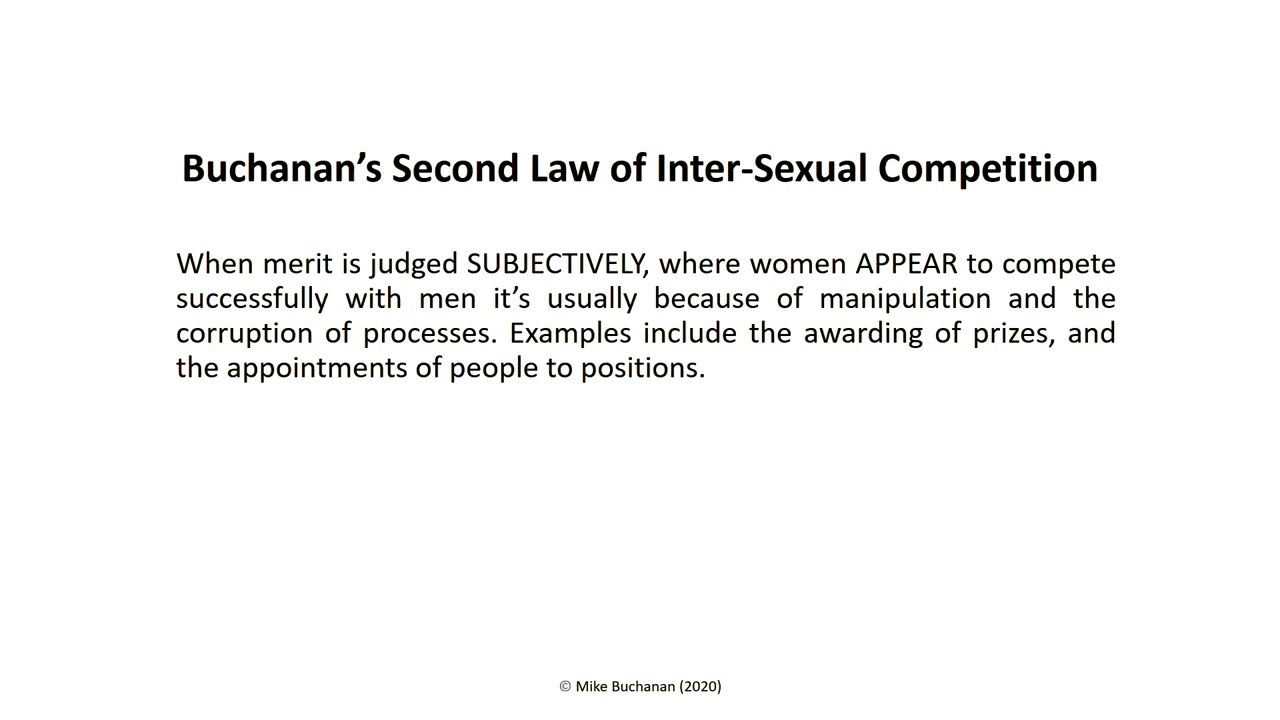 Buchanan’s Second Law of Inter-Sexual Competition
When merit is judged SUBJECTIVELY, where women APPEAR to compete
successfully with men it’s usually because of manipulation and the
corruption of processes. Examples include the awarding of prizes, and
the appointments of people to positions.
© Mike Buchanan (2020)